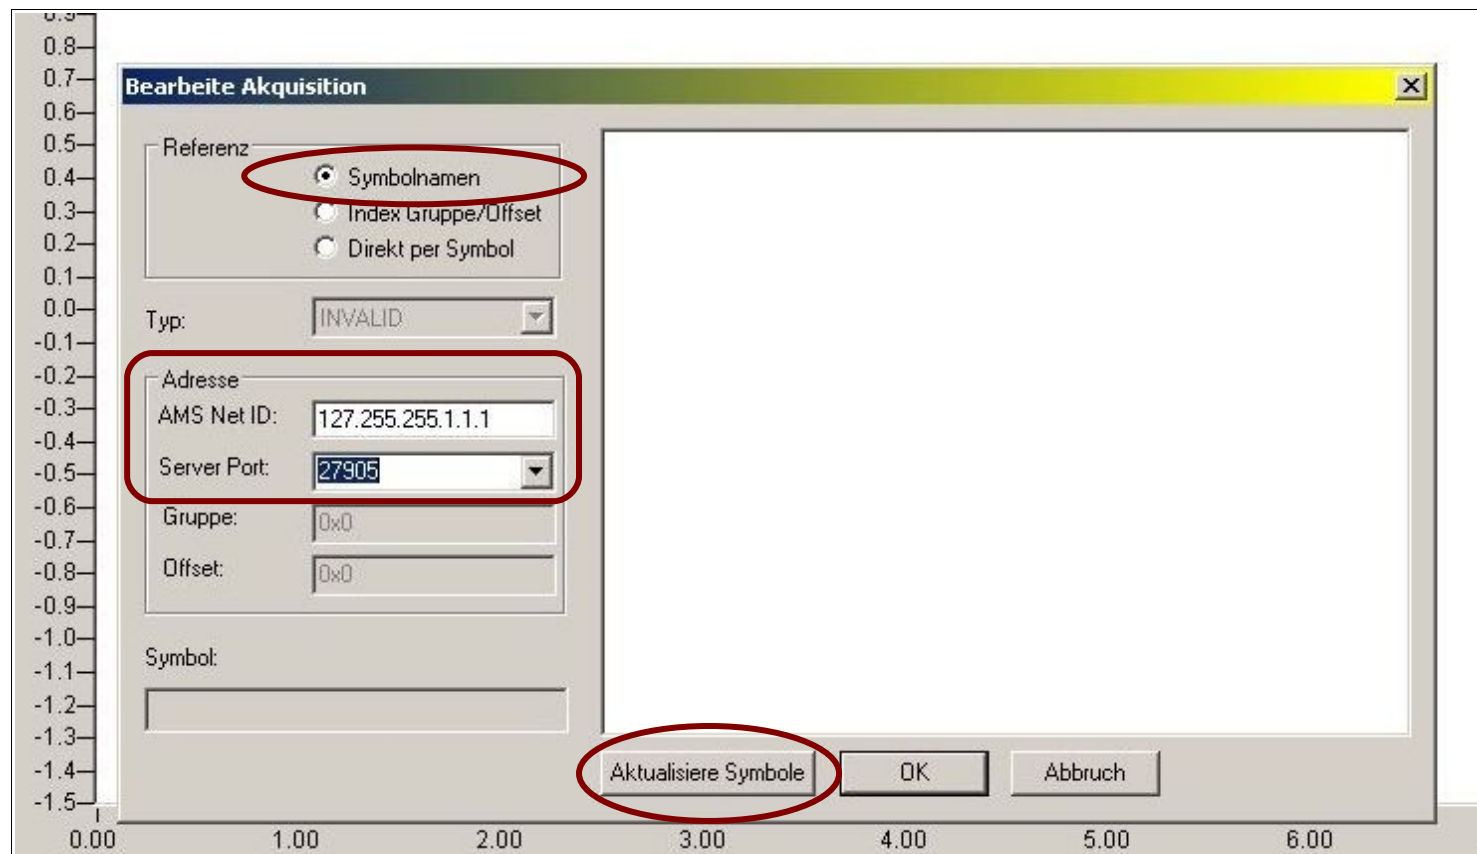 0.9
0.8
0.7
0.6
0.5
0.4
0.3
0.2
0.1
0.0
-0.1
-0.2
-0.3
-0.4
-0.5
-0.6
-0.7
-0.8
-0.9
-1.0
-1.1
-1.2
-1.3
-1.4
-1.5
Bearbeite Akquisition
Referenz
Symbolnamen
Index Gruppe/Offset
Direkt per Symbol
Typ: INVALID
Adresse
AMS Net ID: 127.255.255.1.1.1
Server Port: 27905
Gruppe: 0x0
Offset: 0x0
Symbol:
Aktualisiere Symbole OK Abbruch
0.00 1.00 2.00 3.00 4.00 5.00 6.00